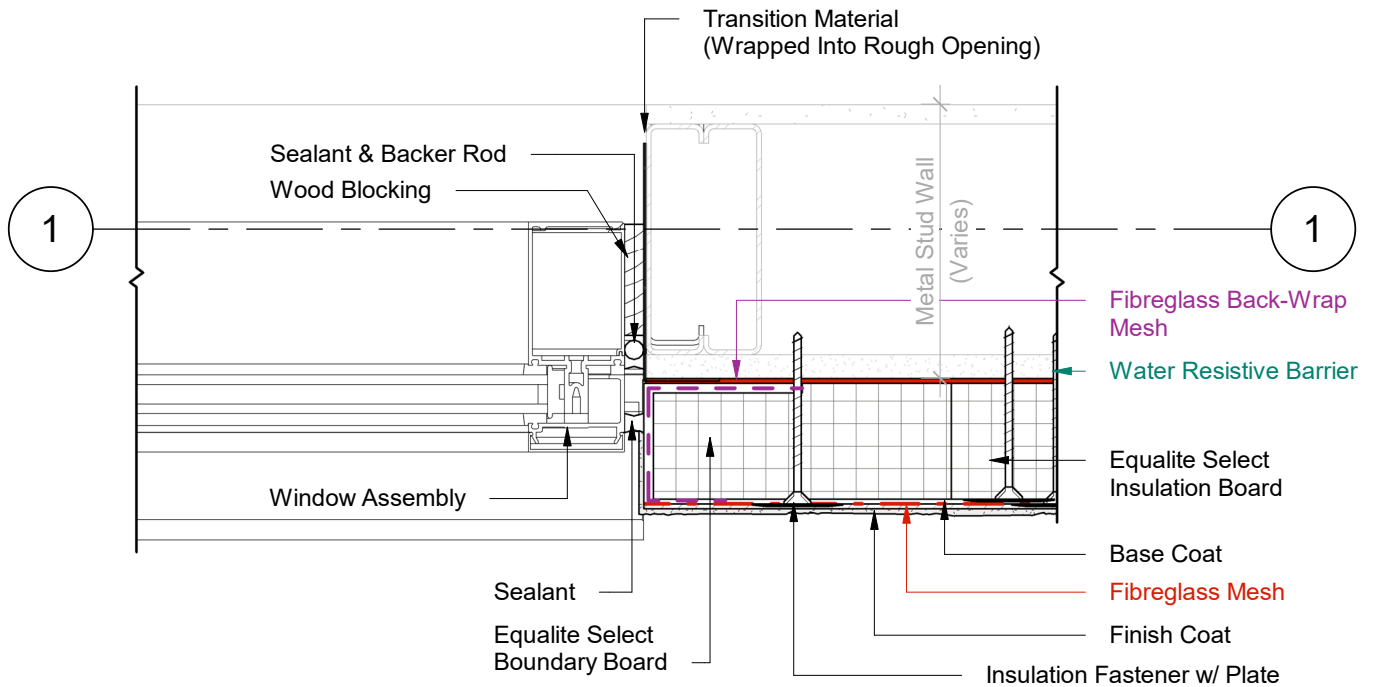 Transition Material
(Wrapped Into Rough Opening)
Sealant & Backer Rod
Wood Blocking
1
1
Metal Stud Wall
(Varies)
Fibreglass Back-Wrap
Mesh
Water Resistive Barrier
Equalite Select
Insulation Board
Window Assembly
Base Coat
Sealant
Fibreglass Mesh
Equalite Select
Boundary Board
Finish Coat
Insulation Fastener w/ Plate